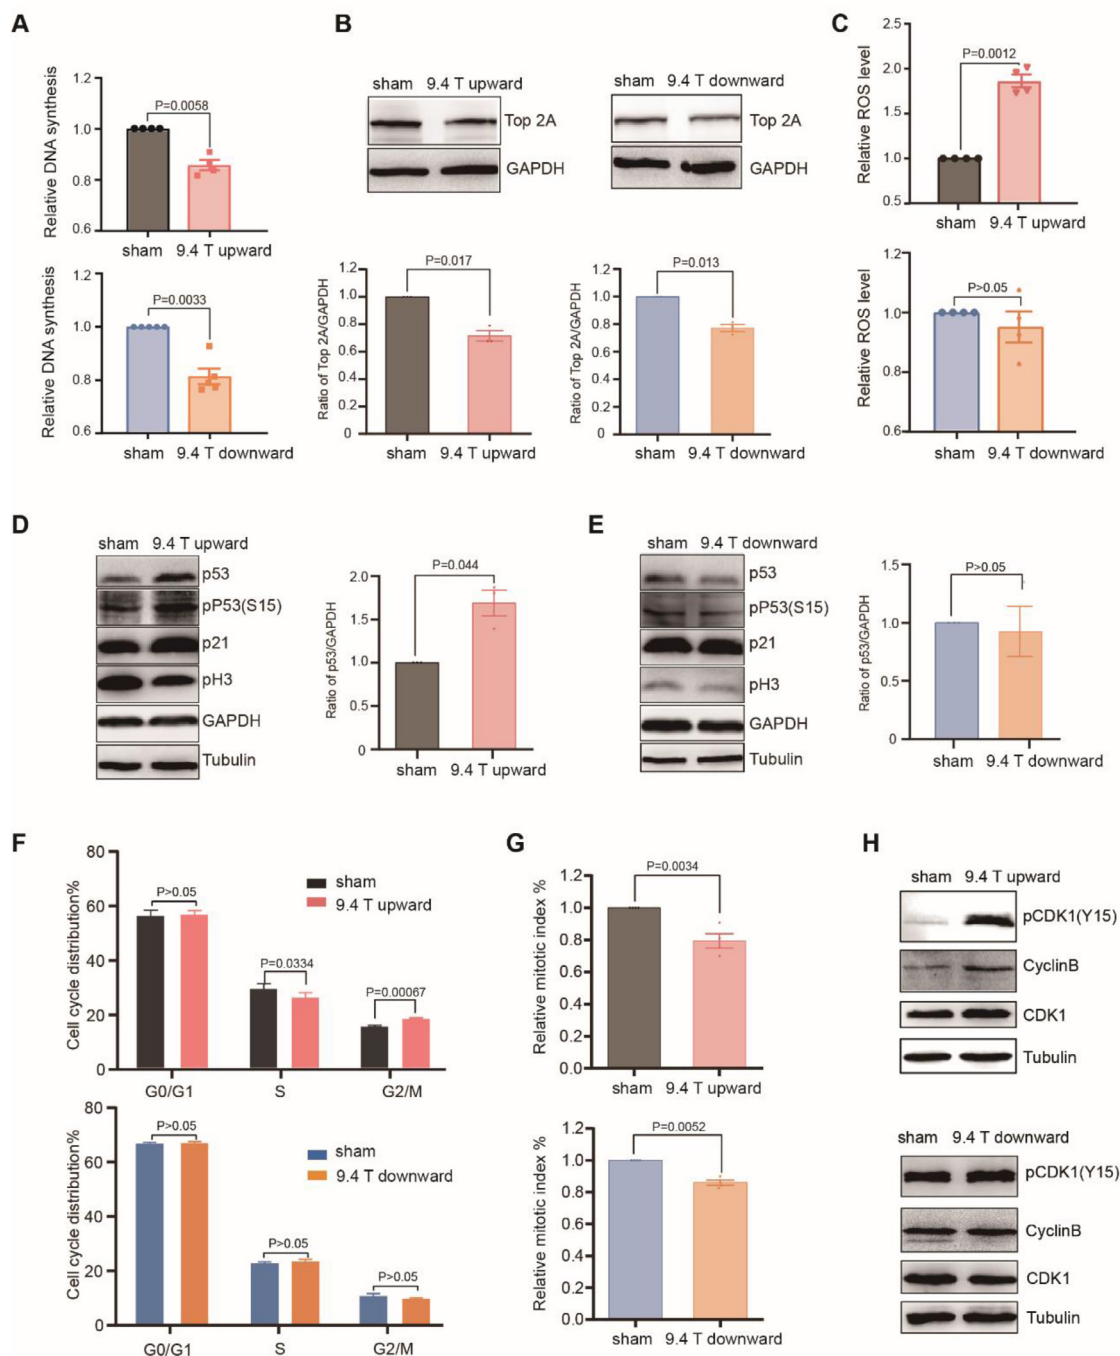 A
B
C
Relative DNA synthesis
1.2
1.0
0.8
0.6
P=0.0058
sham 9.4 T upward
Relative DNA synthesis
1.2
1.0
0.8
0.6
P=0.0033
sham 9.4 T downward
sham 9.4 T upward
Top 2A
GAPDH
sham 9.4 T downward
Top 2A
GAPDH
Ratio of Top 2A/GAPDH
1.2
1.0
0.8
0.6
0.4
0.2
0
P=0.017
sham 9.4 T upward
Ratio of Top 2A/GAPDH
1.2
1.0
0.8
0.6
0.4
0.2
0
P=0.013
sham 9.4 T downward
Relative ROS level
2.5
2.0
1.5
1.0
0.5
P=0.0012
sham 9.4 T upward
Relative ROS level
1.2
1.0
0.8
0.6
P>0.05
sham 9.4 T downward
D
sham 9.4 T upward
p53
pP53(S15)
p21
pH3
GAPDH
Tubulin
Ratio of p53/GAPDH
2.0
1.5
1.0
0.5
0
P=0.044
sham 9.4 T upward
E
sham 9.4 T downward
p53
pP53(S15)
p21
pH3
GAPDH
Tubulin
Ratio of p53/GAPDH
1.5
1.0
0.5
0
P>0.05
sham 9.4 T downward
F
Cell cycle distribution%
80
60
40
20
0
P>0.05
P=0.0334
P=0.00067
sham
9.4 T upward
G0/G1 S G2/M
Cell cycle distribution%
80
60
40
20
0
P>0.05
P>0.05
P>0.05
sham
9.4 T downward
G0/G1 S G2/M
G
Relative mitotic index %
1.2
1.0
0.8
0.6
0.4
0.2
0.0
P=0.0034
sham 9.4 T upward
Relative mitotic index %
1.2
1.0
0.8
0.6
0.4
0.2
0.0
P=0.0052
sham 9.4 T downward
H
sham 9.4 T upward
pCDK1(Y15)
CyclinB
CDK1
Tubulin
sham 9.4 T downward
pCDK1(Y15)
CyclinB
CDK1
Tubulin